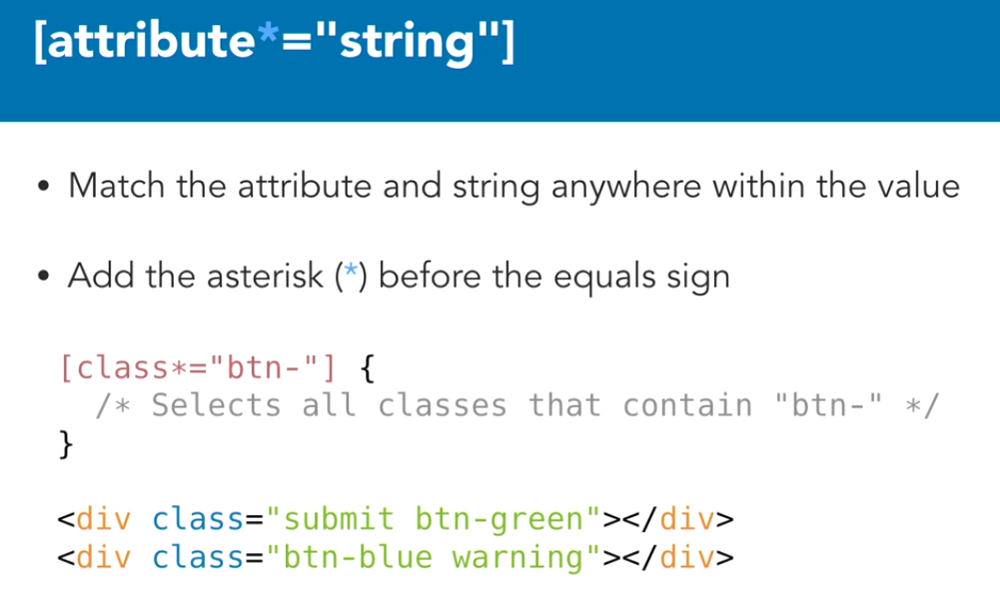 [attribute*="string"]
• Match the attribute and string anywhere within the value
• Add the asterisk (*) before the equals sign
[class*="btn-"] {
  /* Selects all classes that contain "btn-" */
}
<div class="submit btn-green"></div>
<div class="btn-blue warning"></div>